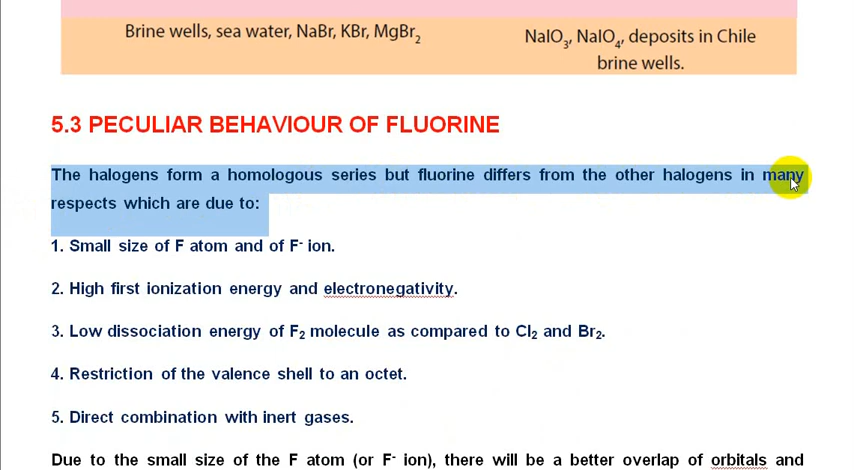 Brine wells, sea water, NaBr, KBr, MgBr₂
NaIO₃, NaIO₄, deposits in Chile
brine wells.
5.3 PECULIAR BEHAVIOUR OF FLUORINE
The halogens form a homologous series but fluorine differs from the other halogens in many
respects which are due to:
1. Small size of F atom and of F⁻ ion.
2. High first ionization energy and electronegativity.
3. Low dissociation energy of F₂ molecule as compared to Cl₂ and Br₂.
4. Restriction of the valence shell to an octet.
5. Direct combination with inert gases.
Due to the small size of the F atom (or F⁻ ion), there will be a better overlap of orbitals and